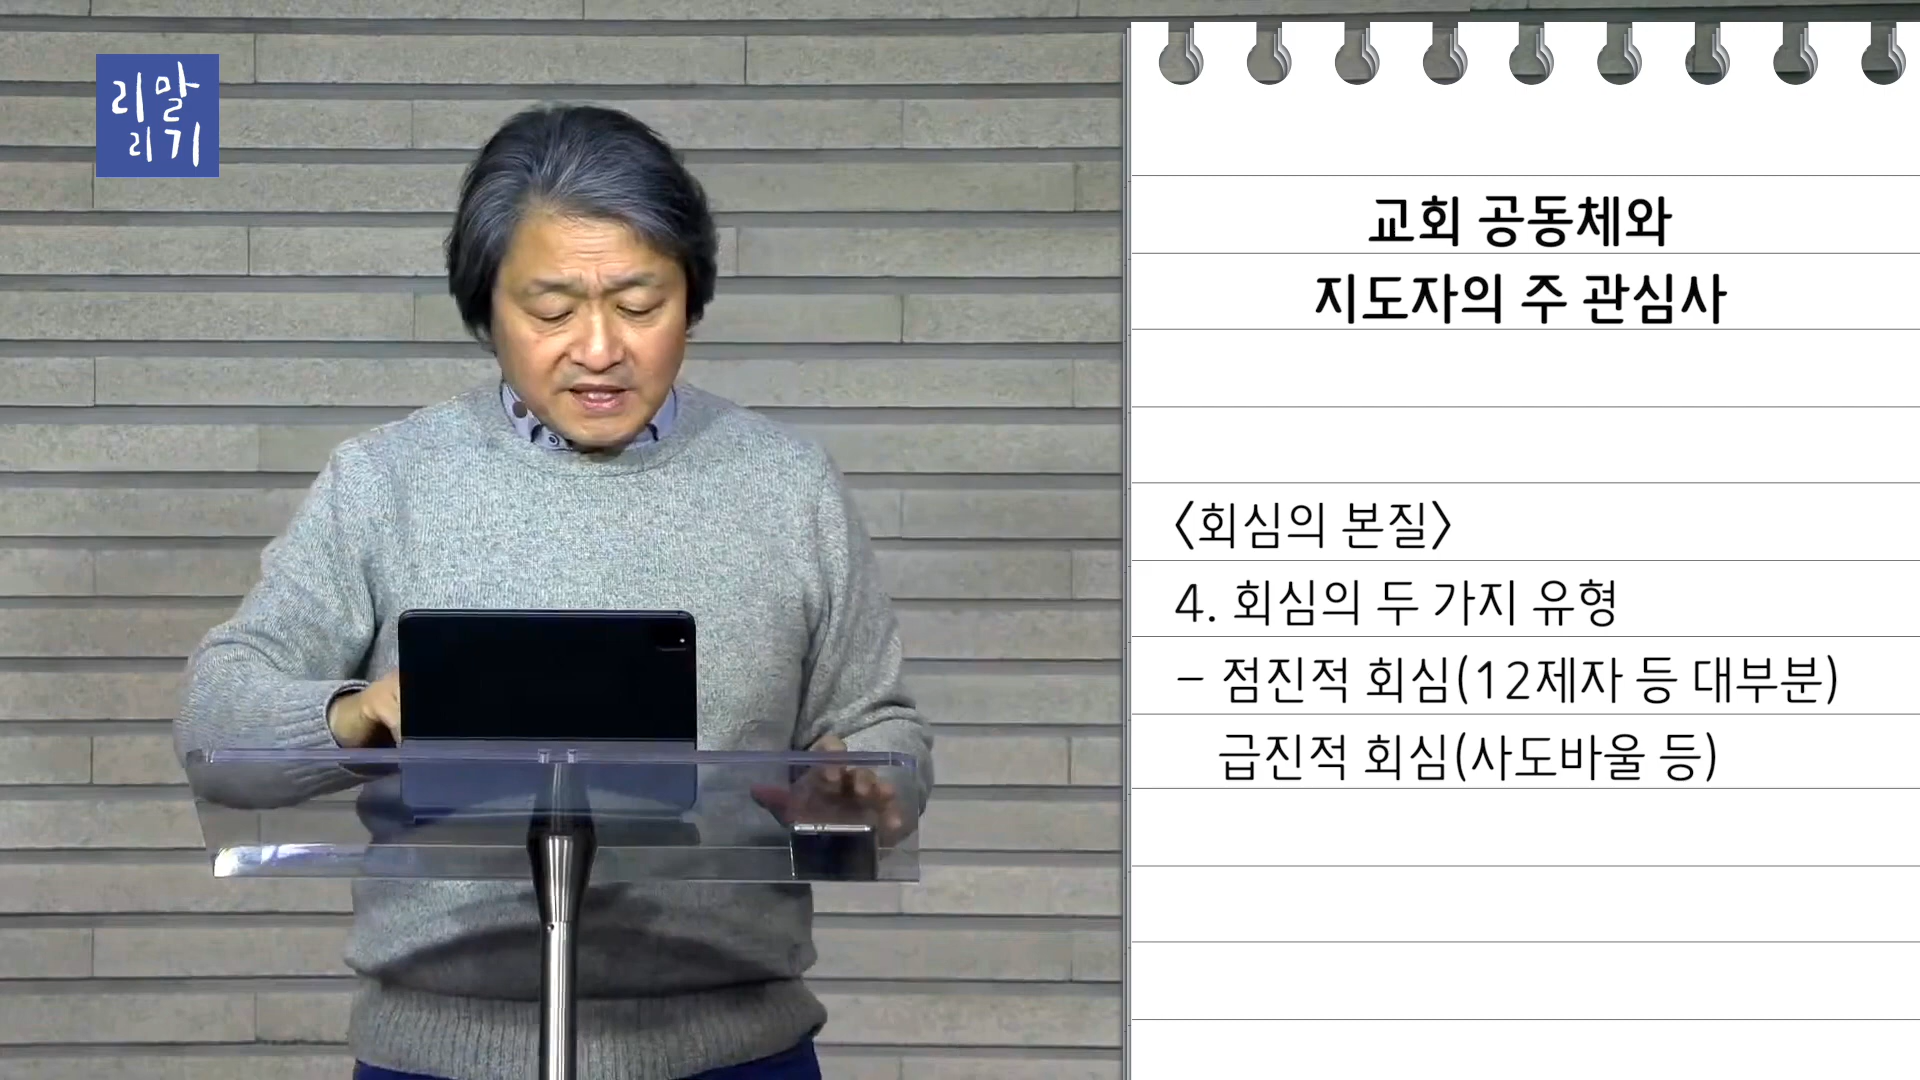 리말
리기
교회 공동체와
지도자의 주 관심사
<회심의 본질>
4. 회심의 두 가지 유형
- 점진적 회심(12제자 등 대부분)
급진적 회심(사도바울 등)